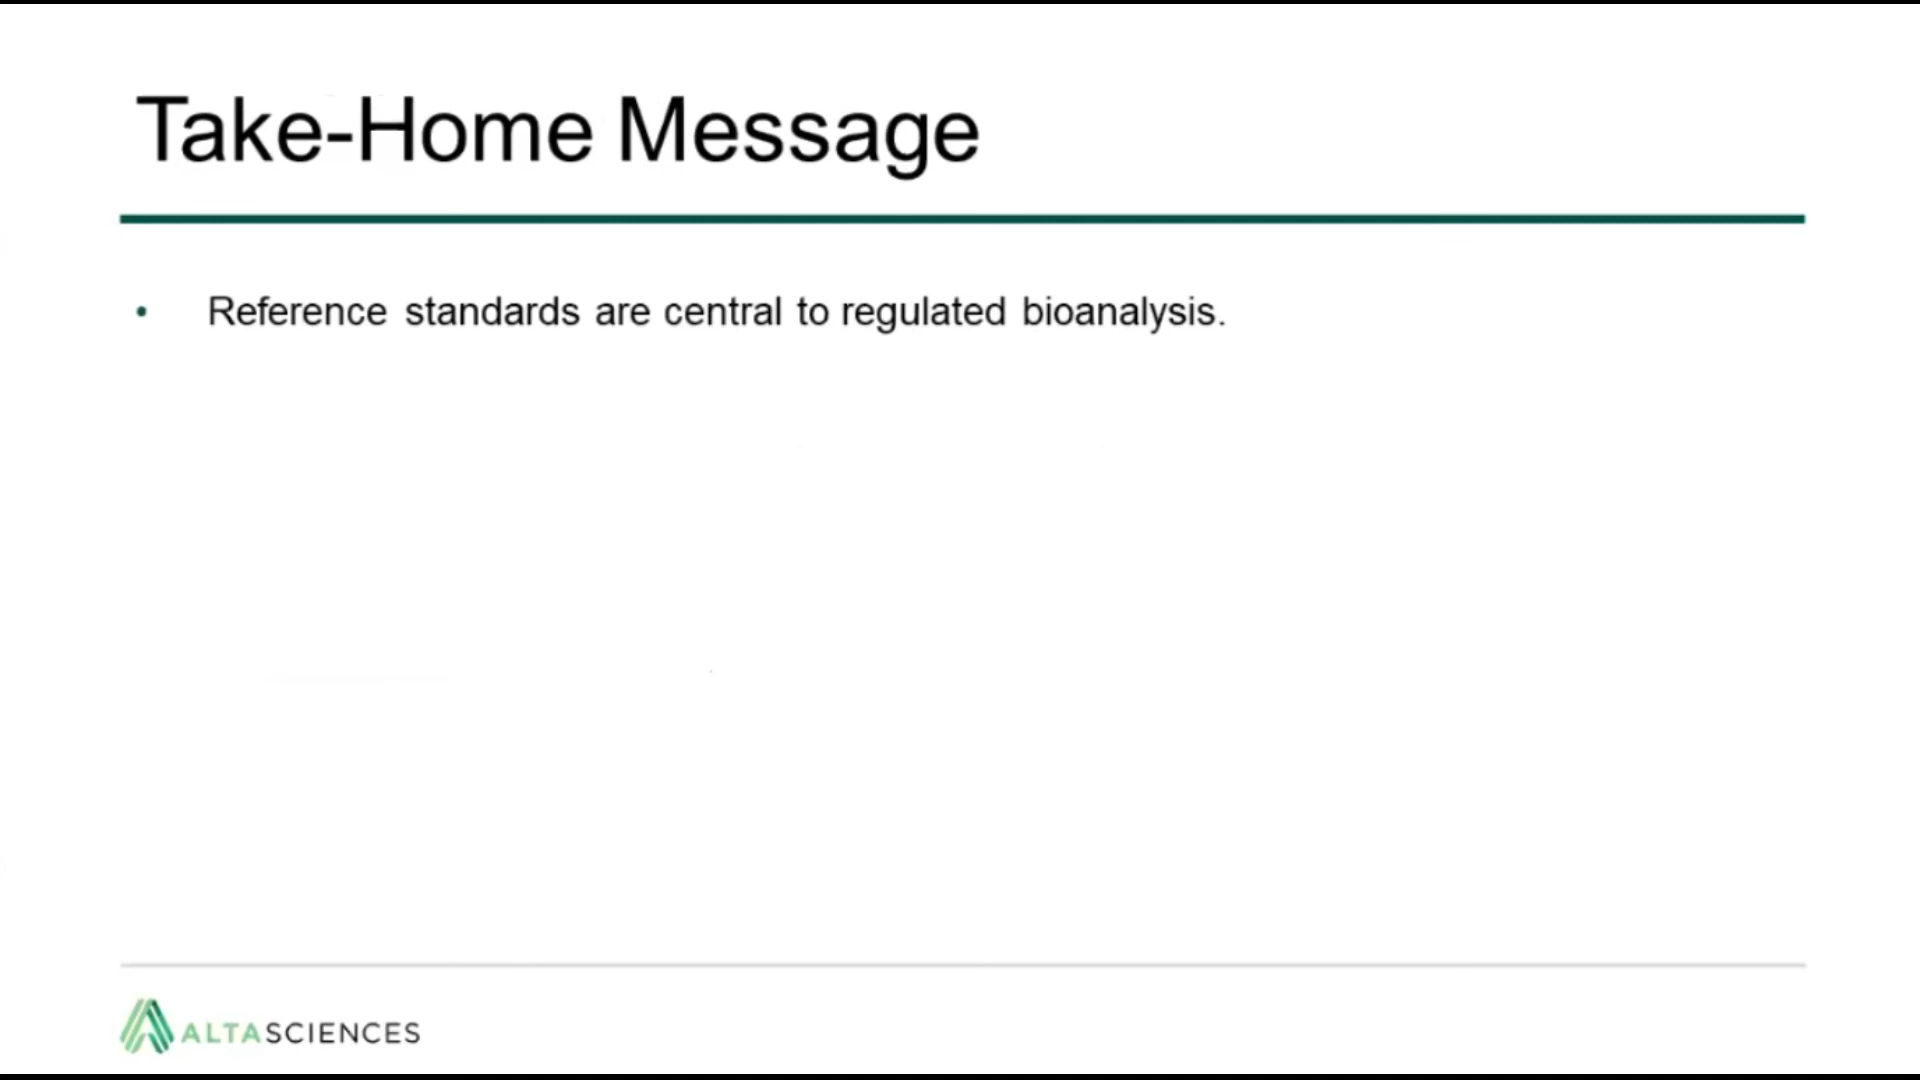 Take-Home Message
• Reference standards are central to regulated bioanalysis.
ALTASCIENCES